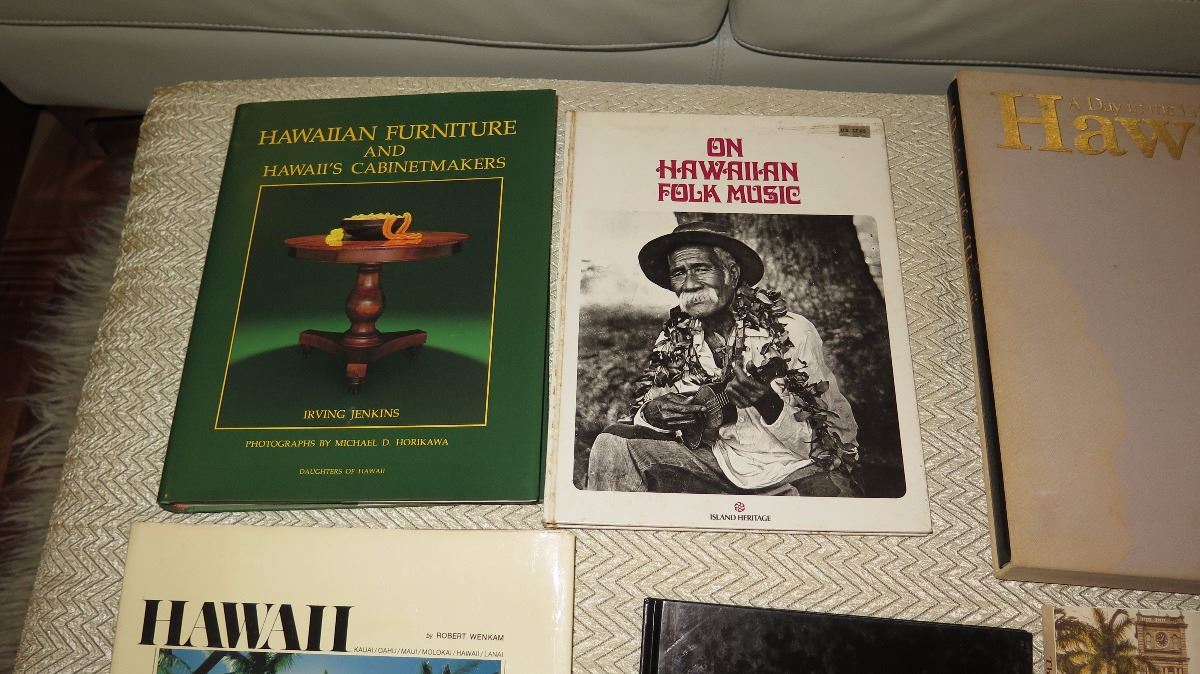 HAWAIIAN FURNITURE
AND
HAWAII'S CABINETMAKERS
IRVING JENKINS
PHOTOGRAPHS BY MICHAEL D. HORIKAWA
DAUGHTERS OF HAWAII
ON
HAWAIIAN
FOLK MUSIC
ISLAND HERITAGE
A Day in the
Haw
HAWAII
by ROBERT WENKAM
KAUAI/OAHU/MAUI/MOLOKAI/HAWAII/LANAI